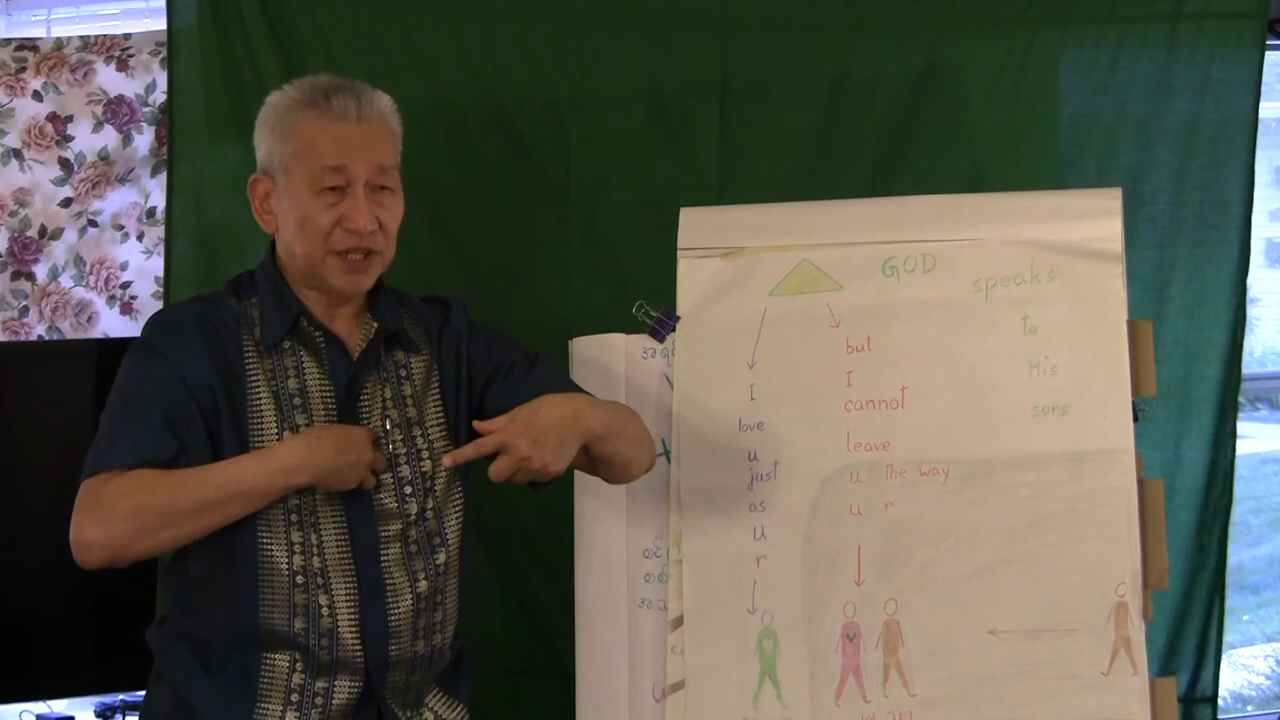 GOD speaks
to
His
sons
I
love
u
just
as
u
r
but
I
cannot
leave
u the way
u r